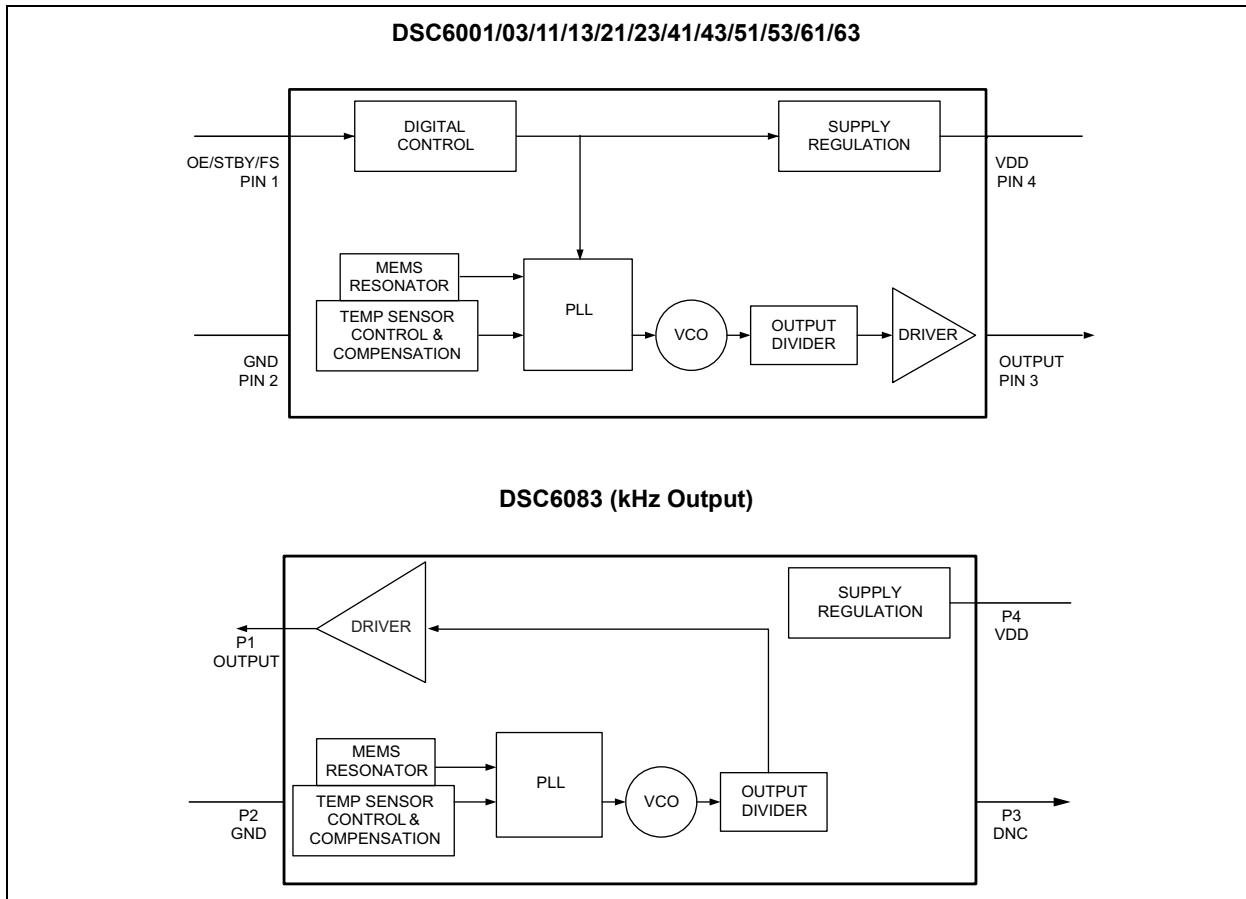 DSC6001/03/11/13/21/23/41/43/51/53/61/63
DIGITAL
CONTROL
SUPPLY
REGULATION
OE/STBY/FS
PIN 1
VDD
PIN 4
MEMS
RESONATOR
TEMP SENSOR
CONTROL &
COMPENSATION
PLL
VCO
OUTPUT
DIVIDER
DRIVER
GND
PIN 2
OUTPUT
PIN 3
DSC6083 (kHz Output)
SUPPLY
REGULATION
DRIVER
P1
OUTPUT
P4
VDD
MEMS
RESONATOR
TEMP SENSOR
CONTROL &
COMPENSATION
PLL
VCO
OUTPUT
DIVIDER
P2
GND
P3
DNC